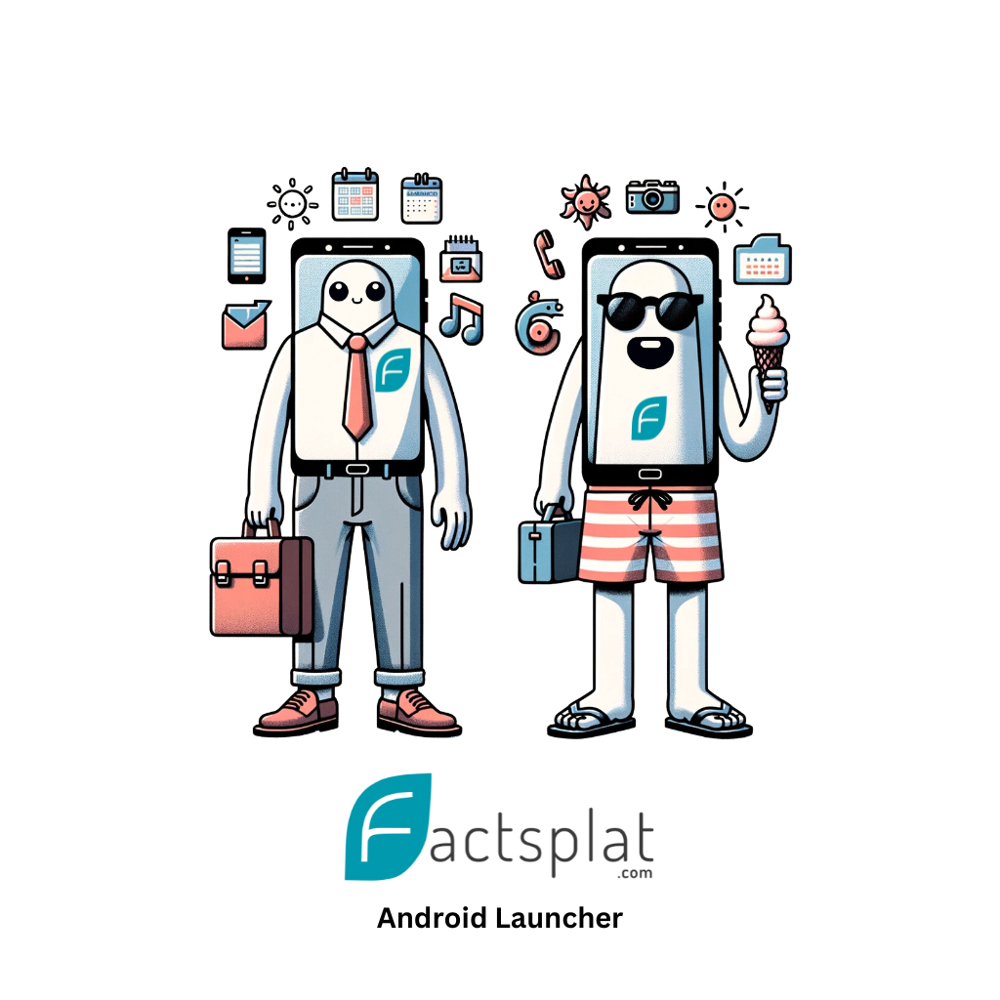 F
F
Factsplat
.com
Android Launcher